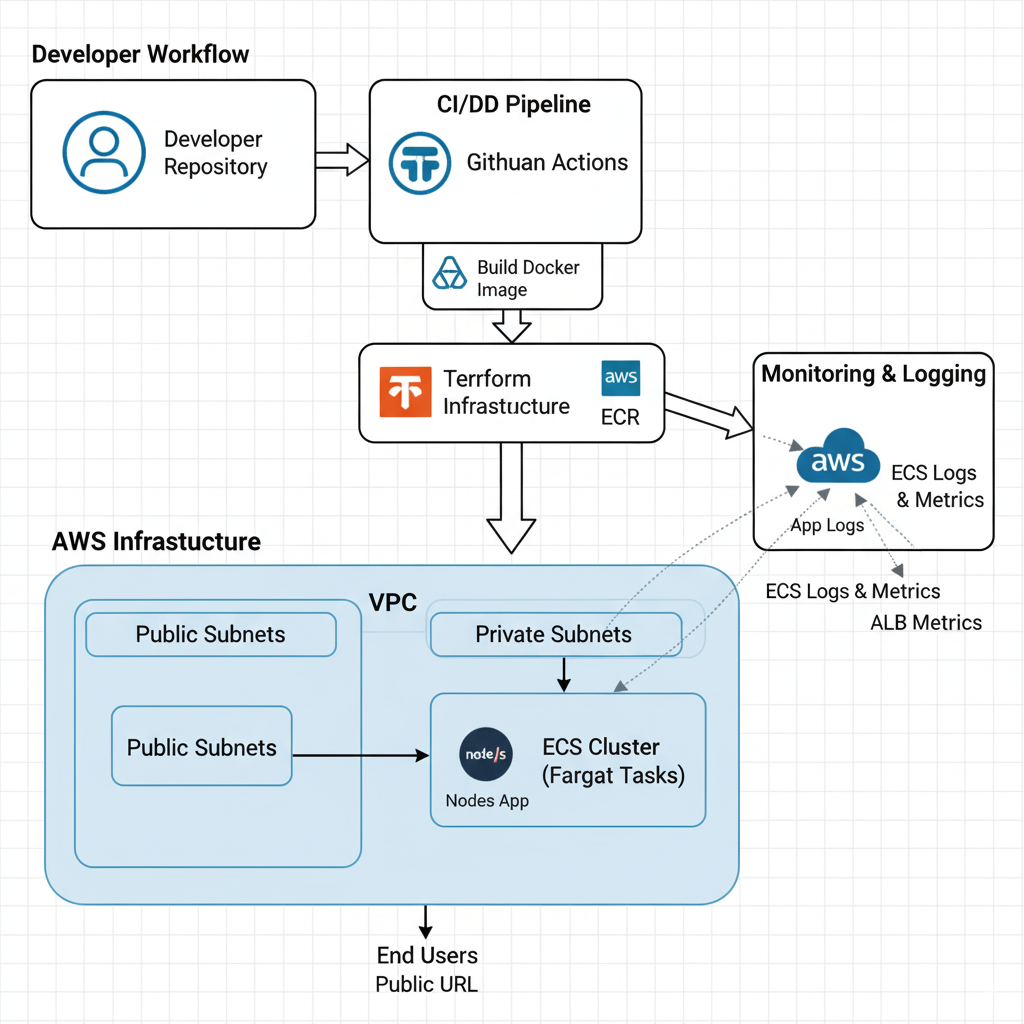 Developer Workflow
Developer
Repository
CI/DD Pipeline
Githuan Actions
Build Docker
Image
Terrform
Infrastucture
aws
ECR
Monitoring & Logging
aws
ECS Logs
& Metrics
App Logs
ECS Logs & Metrics
ALB Metrics
AWS Infrastucture
VPC
Public Subnets
Private Subnets
Public Subnets
node/s
Nodes App
ECS Cluster
(Fargat Tasks)
End Users
Public URL